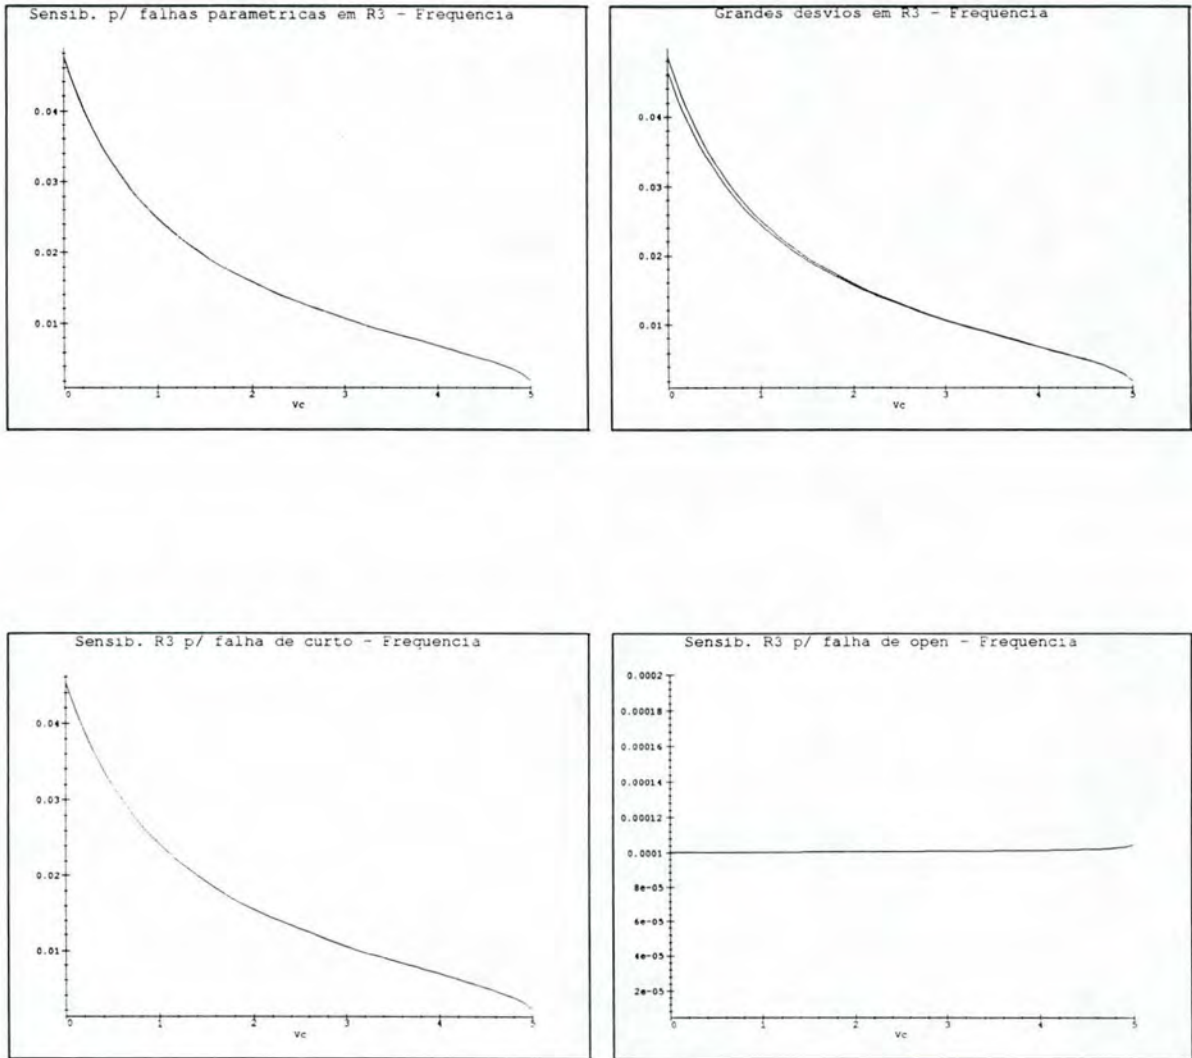 Sensib. p/ falhas parametricas em R3 - Frequencia
0.04
0.03
0.02
0.01
0 1 2 3 4 5
Vc
Grandes desvios em R3 - Frequencia
0.04
0.03
0.02
0.01
0 1 2 3 4 5
Vc
Sensib. R3 p/ falha de curto - Frequencia
0.04
0.03
0.02
0.01
0 1 2 3 4 5
Vc
Sensib. R3 p/ falha de open - Frequencia
0.0002
0.00018
0.00016
0.00014
0.00012
0.0001
8e-05
6e-05
4e-05
2e-05
0 1 2 3 4 5
Vc